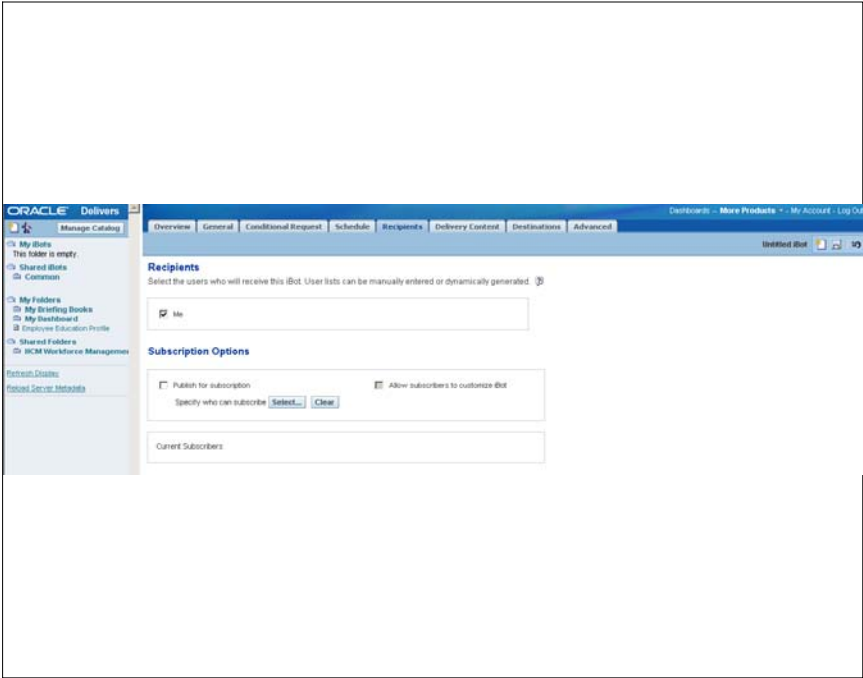 ORACLE Delivers
Dashboards - More Products - My Account - Log Out
Manage Catalog
Overview General Conditional Request Schedule Recipients Delivery Content Destinations Advanced
Untitled iBot
My iBots
This folder is empty.
Shared iBots
Common
My Folders
My Briefing Books
My Dashboard
Employee Education Profile
Shared Folders
HCM Workforce Managemen
Refresh Display
Reload Server Metadata
Recipients
Select the users who will receive this iBot. User lists can be manually entered or dynamically generated.
Me
Subscription Options
Publish for subscription
Allow subscribers to customize iBot
Specify who can subscribe Select... Clear
Current Subscribers